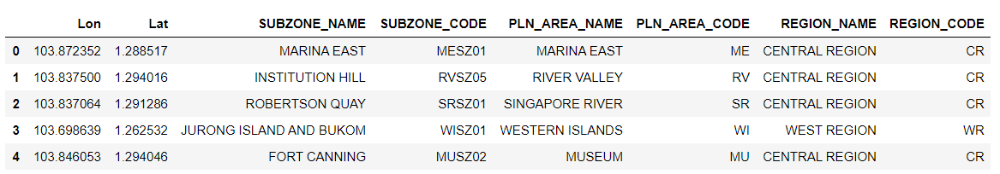 Lon Lat SUBZONE_NAME SUBZONE_CODE PLN_AREA_NAME PLN_AREA_CODE REGION_NAME REGION_CODE
0 103.872352 1.288517 MARINA EAST MESZ01 MARINA EAST ME CENTRAL REGION CR
1 103.837500 1.294016 INSTITUTION HILL RVSZ05 RIVER VALLEY RV CENTRAL REGION CR
2 103.837064 1.291286 ROBERTSON QUAY SRSZ01 SINGAPORE RIVER SR CENTRAL REGION CR
3 103.698639 1.262532 JURONG ISLAND AND BUKOM WISZ01 WESTERN ISLANDS WI WEST REGION WR
4 103.846053 1.294046 FORT CANNING MUSZ02 MUSEUM MU CENTRAL REGION CR